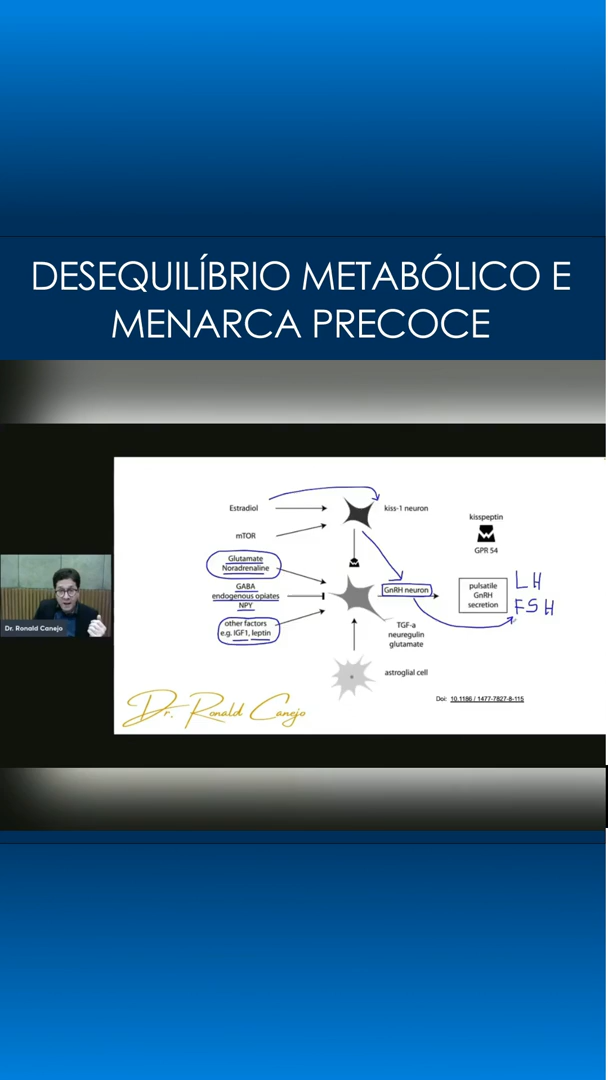 DESEQUILÍBRIO METABÓLICO E
MENARCA PRECOCE
Estradiol
kiss-1 neuron
kisspeptin
mTOR
GPR 54
Glutamate
Noradrenaline
GABA
endogenous opiates
NPY
GnRH neuron
pulsatile
GnRH
secretion
LH
FSH
other factors
e.g. IGF1, leptin
TGF-a
neuregulin
glutamate
astroglial cell
Dr. Ronald Canejo
Doi: 10.1186 / 1477-7827-8-115
Dr. Ronald Canejo